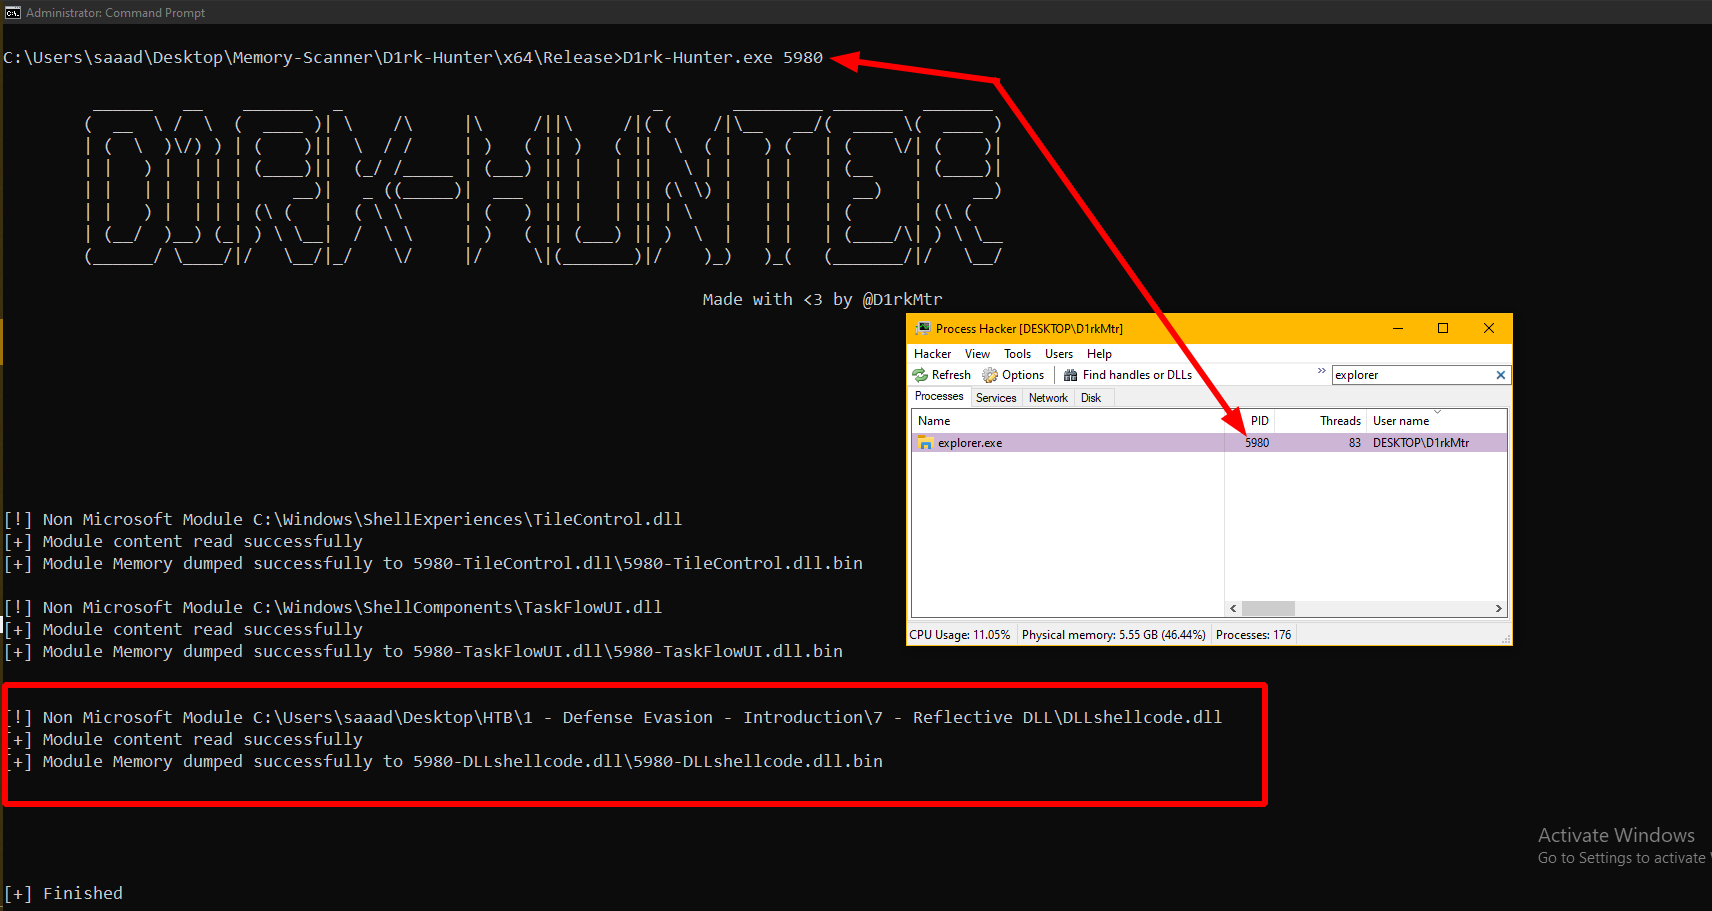 Administrator: Command Prompt
C:\Users\saaad\Desktop\Memory-Scanner\D1rk-Hunter\x64\Release>D1rk-Hunter.exe 5980
D1RK-HUNTER
Made with <3 by @D1rkMtr
Process Hacker [DESKTOP\D1rkMtr]
Hacker View Tools Users Help
Refresh Options Find handles or DLLs » explorer
Processes Services Network Disk
Name PID Threads User name
explorer.exe 5980 83 DESKTOP\D1rkMtr
CPU Usage: 11.05% Physical memory: 5.55 GB (46.44%) Processes: 176
[!] Non Microsoft Module C:\Windows\ShellExperiences\TileControl.dll
[+] Module content read successfully
[+] Module Memory dumped successfully to 5980-TileControl.dll\5980-TileControl.dll.bin
[!] Non Microsoft Module C:\Windows\ShellComponents\TaskFlowUI.dll
[+] Module content read successfully
[+] Module Memory dumped successfully to 5980-TaskFlowUI.dll\5980-TaskFlowUI.dll.bin
[!] Non Microsoft Module C:\Users\saaad\Desktop\HTB\1 - Defense Evasion - Introduction\7 - Reflective DLL\DLLshellcode.dll
[+] Module content read successfully
[+] Module Memory dumped successfully to 5980-DLLshellcode.dll\5980-DLLshellcode.dll.bin
Activate Windows
Go to Settings to activate
[+] Finished